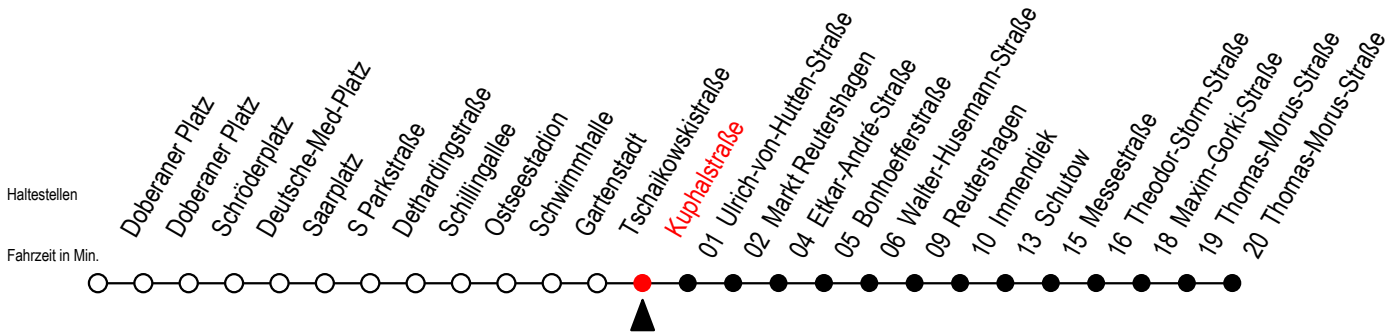 Haltestellen
Fahrzeit in Min.
Doberaner Platz
Doberaner Platz
Schröderplatz
Deutsche-Med-Platz
Saarplatz
S Parkstraße
Dethardingstraße
Schillingallee
Ostseestadion
Schwimmhalle
Gartenstadt
Tschaikowskistraße
Kuphalstraße
01 Ulrich-von-Hutten-Straße
02 Markt Reutershagen
04 Etkar-André-Straße
05 Bonhoefferstraße
06 Walter-Husemann-Straße
09 Reutershagen
10 Immendiek
13 Schutow
15 Messestraße
16 Theodor-Storm-Straße
18 Maxim-Gorki-Straße
19 Thomas-Morus-Straße
20 Thomas-Morus-Straße